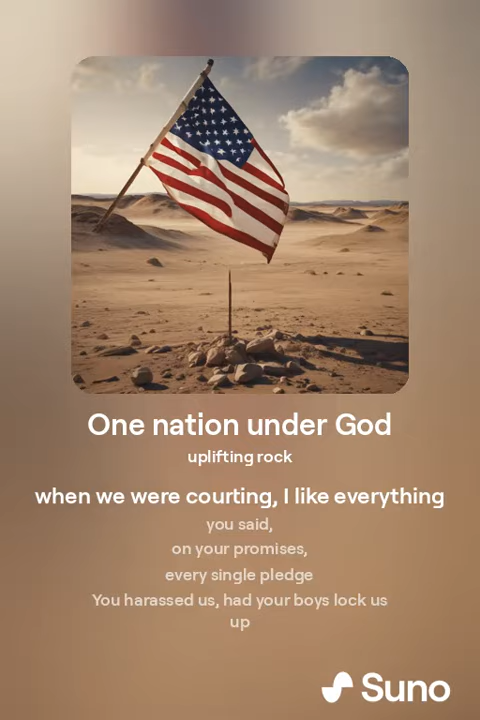 One nation under God
uplifting rock
when we were courting, I like everything
you said,
on your promises,
every single pledge
You harassed us, had your boys lock us
up
Suno